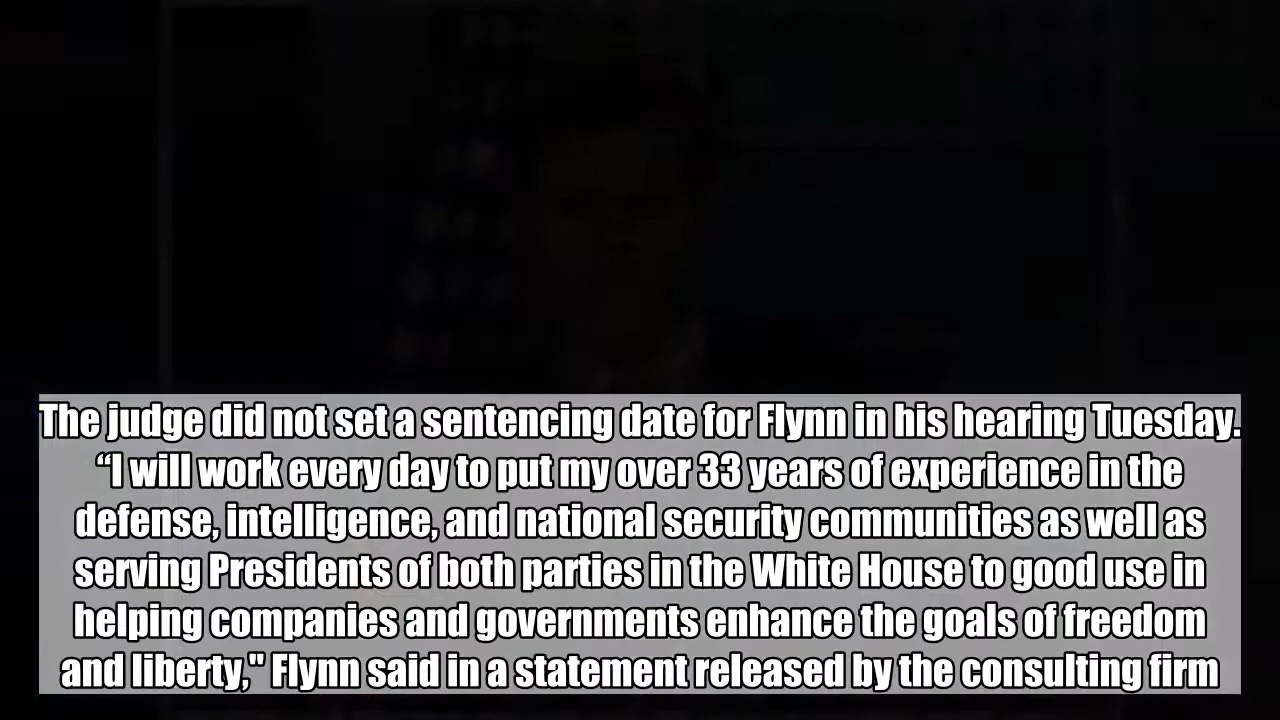 The judge did not set a sentencing date for Flynn in his hearing Tuesday.
“I will work every day to put my over 33 years of experience in the
defense, intelligence, and national security communities as well as
serving Presidents of both parties in the White House to good use in
helping companies and governments enhance the goals of freedom
and liberty," Flynn said in a statement released by the consulting firm